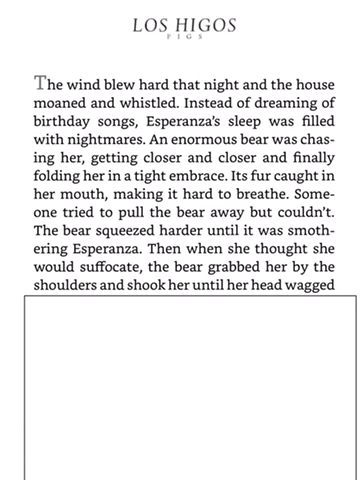 LOS HIGOS
FIGS
The wind blew hard that night and the house
moaned and whistled. Instead of dreaming of
birthday songs, Esperanza's sleep was filled
with nightmares. An enormous bear was chas-
ing her, getting closer and closer and finally
folding her in a tight embrace. Its fur caught in
her mouth, making it hard to breathe. Some-
one tried to pull the bear away but couldn't.
The bear squeezed harder until it was smoth-
ering Esperanza. Then when she thought she
would suffocate, the bear grabbed her by the
shoulders and shook her until her head wagged